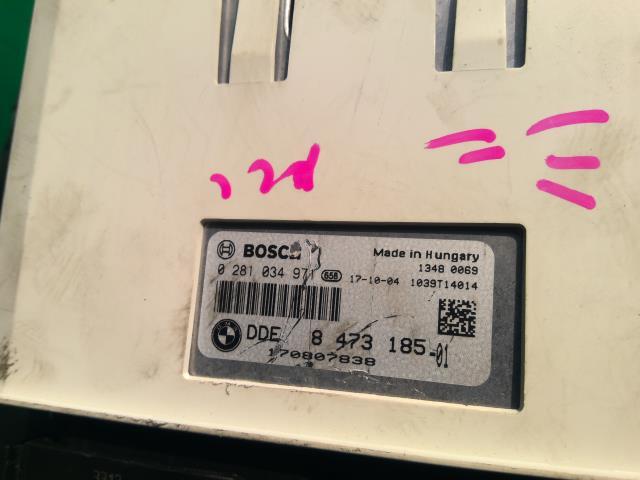 BOSCH
Made in Hungary
1348 0069
0 281 034 971 656 17-10-04 1039T14014
DDE 8 473 185-01
170807838